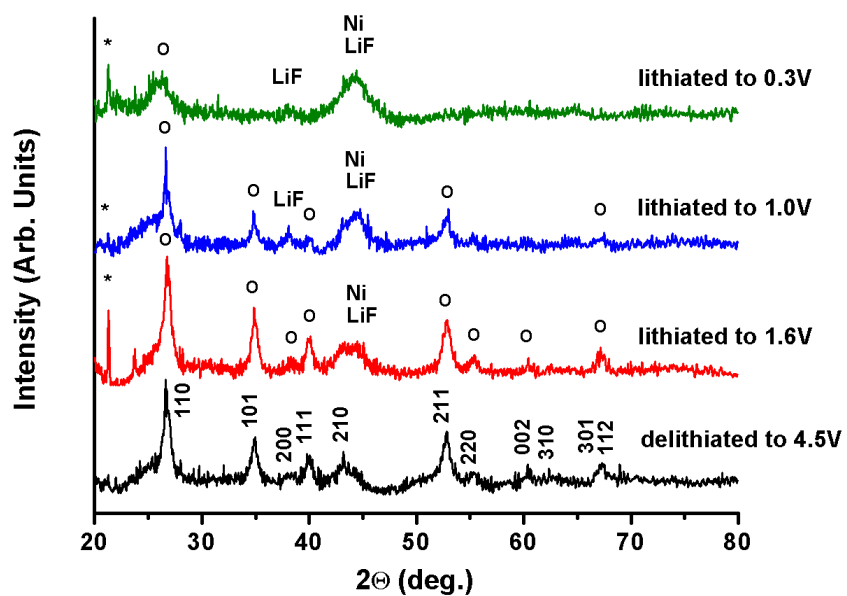 Ni
* O LiF LiF lithiated to 0.3V
O Ni
* O LiF O LiF O O lithiated to 1.0V
O
* O O O Ni LiF O O O O lithiated to 1.6V
110 101 200 111 210 211 220 002 310 301 112 delithiated to 4.5V
Intensity (Arb. Units)
20 30 40 50 60 70 80
2Θ (deg.)